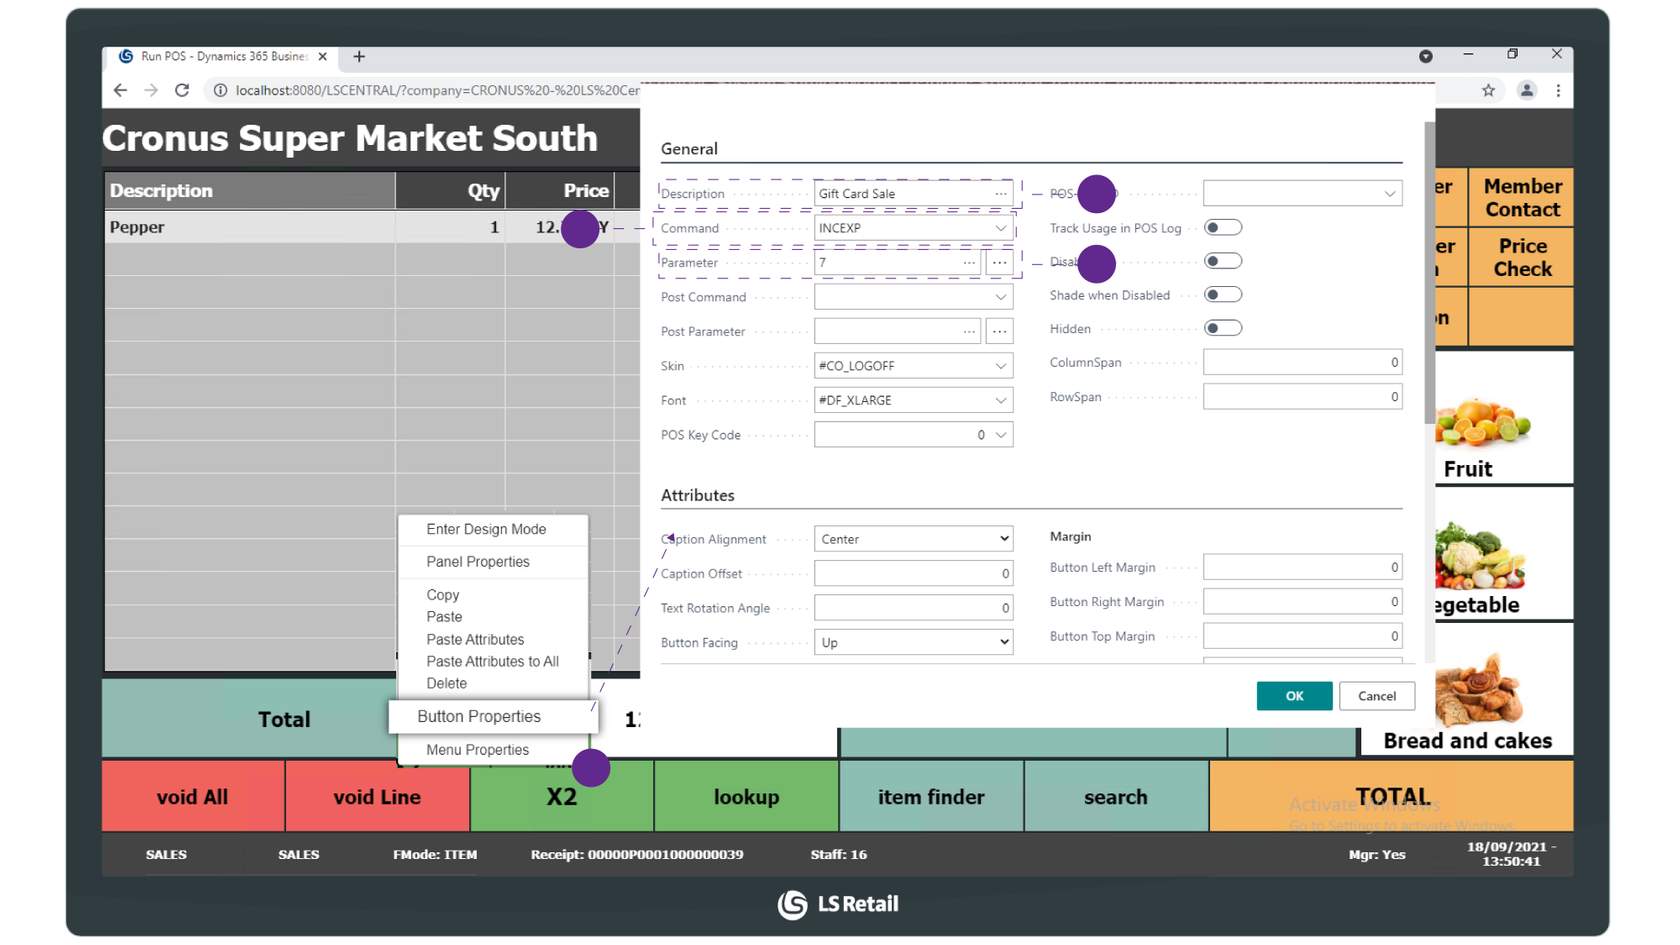 Run POS - Dynamics 365 Busines
localhost:8080/LSCENTRAL/?company=CRONUS%20-%20LS%20Cen
Cronus Super Market South
Description Qty Price
Pepper 1 12.
General
Description Gift Card Sale
Command INCEXP
Parameter 7
Post Command
Post Parameter
Skin #CO_LOGOFF
Font #DF_XLARGE
POS Key Code 0
POS
Track Usage in POS Log
Shade when Disabled
Hidden
ColumnSpan 0
RowSpan 0
Attributes
Caption Alignment Center
Caption Offset 0
Text Rotation Angle 0
Button Facing Up
Margin
Button Left Margin 0
Button Right Margin 0
Button Top Margin 0
OK Cancel
Member
Contact
Price
Check
Fruit
egetable
Bread and cakes
Enter Design Mode
Panel Properties
Copy
Paste
Paste Attributes
Paste Attributes to All
Delete
Button Properties
Menu Properties
Total
void All void Line X2 lookup item finder search TOTAL
Activate Windows
Go to Settings to activate Windows.
SALES SALES FMode: ITEM Receipt: 00000P0001000000039 Staff: 16 Mgr: Yes 18/09/2021 -
13:50:41
LS Retail